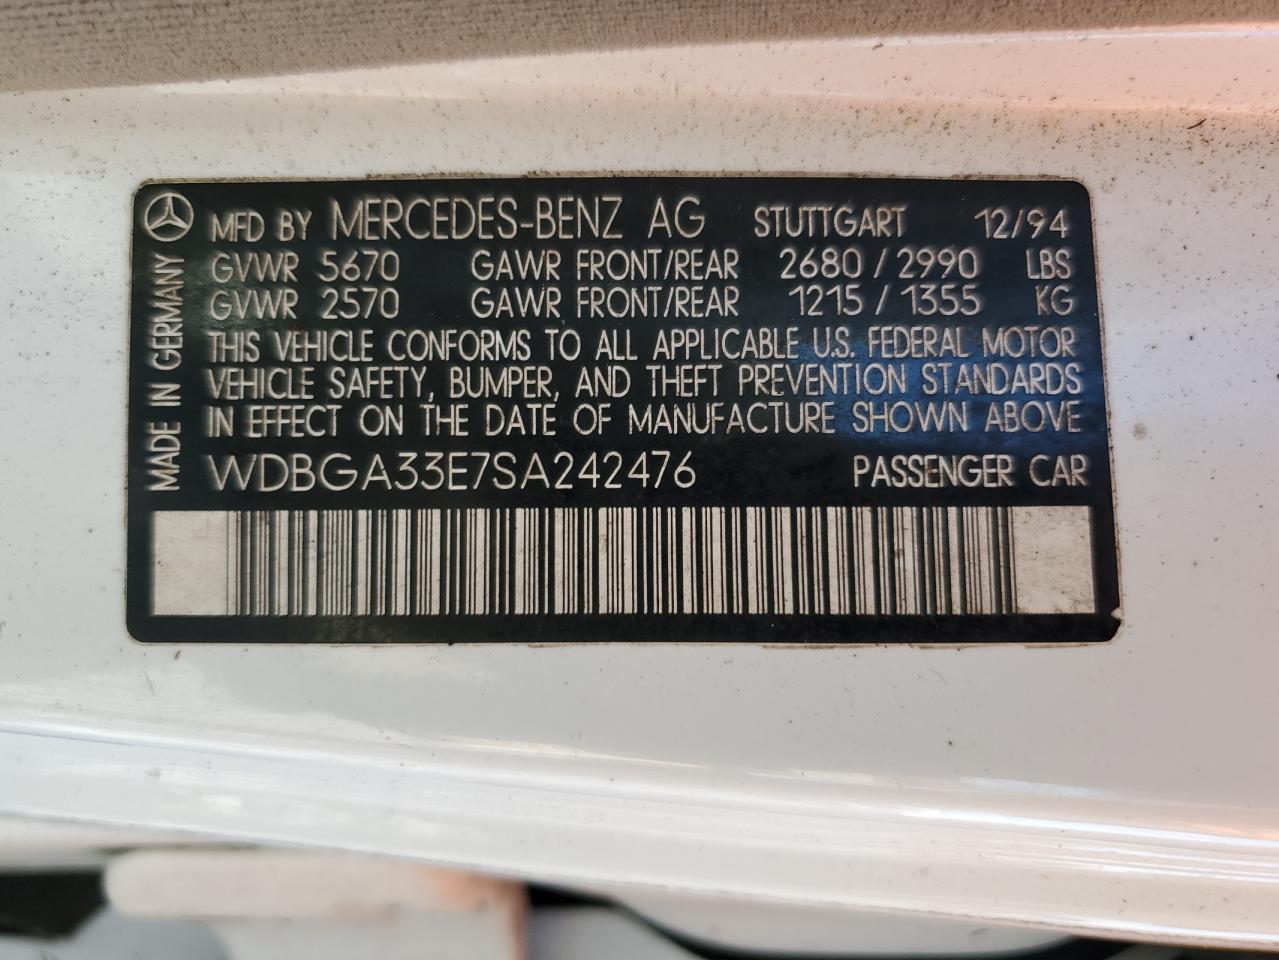 MFD BY MERCEDES-BENZ AG STUTTGART 12/94
GVWR 5670 GAWR FRONT/REAR 2680/2990 LBS
GVWR 2570 GAWR FRONT/REAR 1215/1355 KG
THIS VEHICLE CONFORMS TO ALL APPLICABLE U.S. FEDERAL MOTOR
VEHICLE SAFETY, BUMPER, AND THEFT PREVENTION STANDARDS
IN EFFECT ON THE DATE OF MANUFACTURE SHOWN ABOVE
WDBGA33E7SA242476 PASSENGER CAR
MADE IN GERMANY